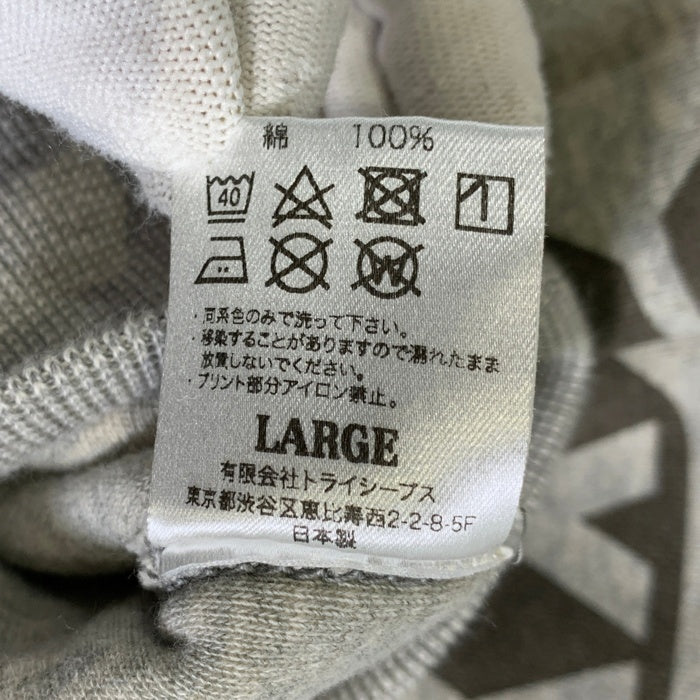 綿 100%
40
W
・同系色のみで洗って下さい。
・移染することがありますので濡れたまま
放置しないでください。
・プリント部分アイロン禁止。
LARGE
有限会社トライシープス
東京都渋谷区恵比寿西2-2-8-5F
日本製